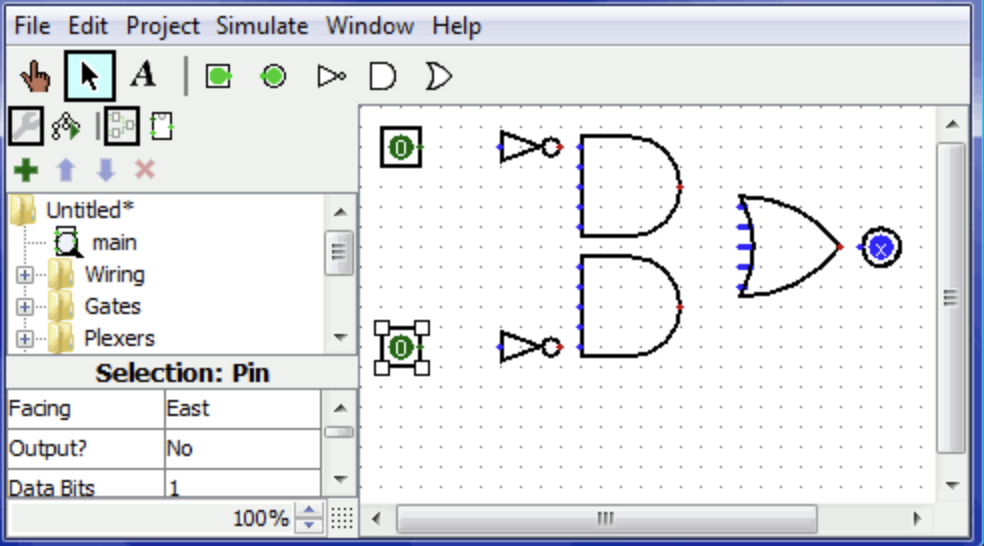 File Edit Project Simulate Window Help
A
Untitled*
main
Wiring
Gates
Plexers
Selection: Pin
Facing East
Output? No
Data Bits 1
100%
0
0
x